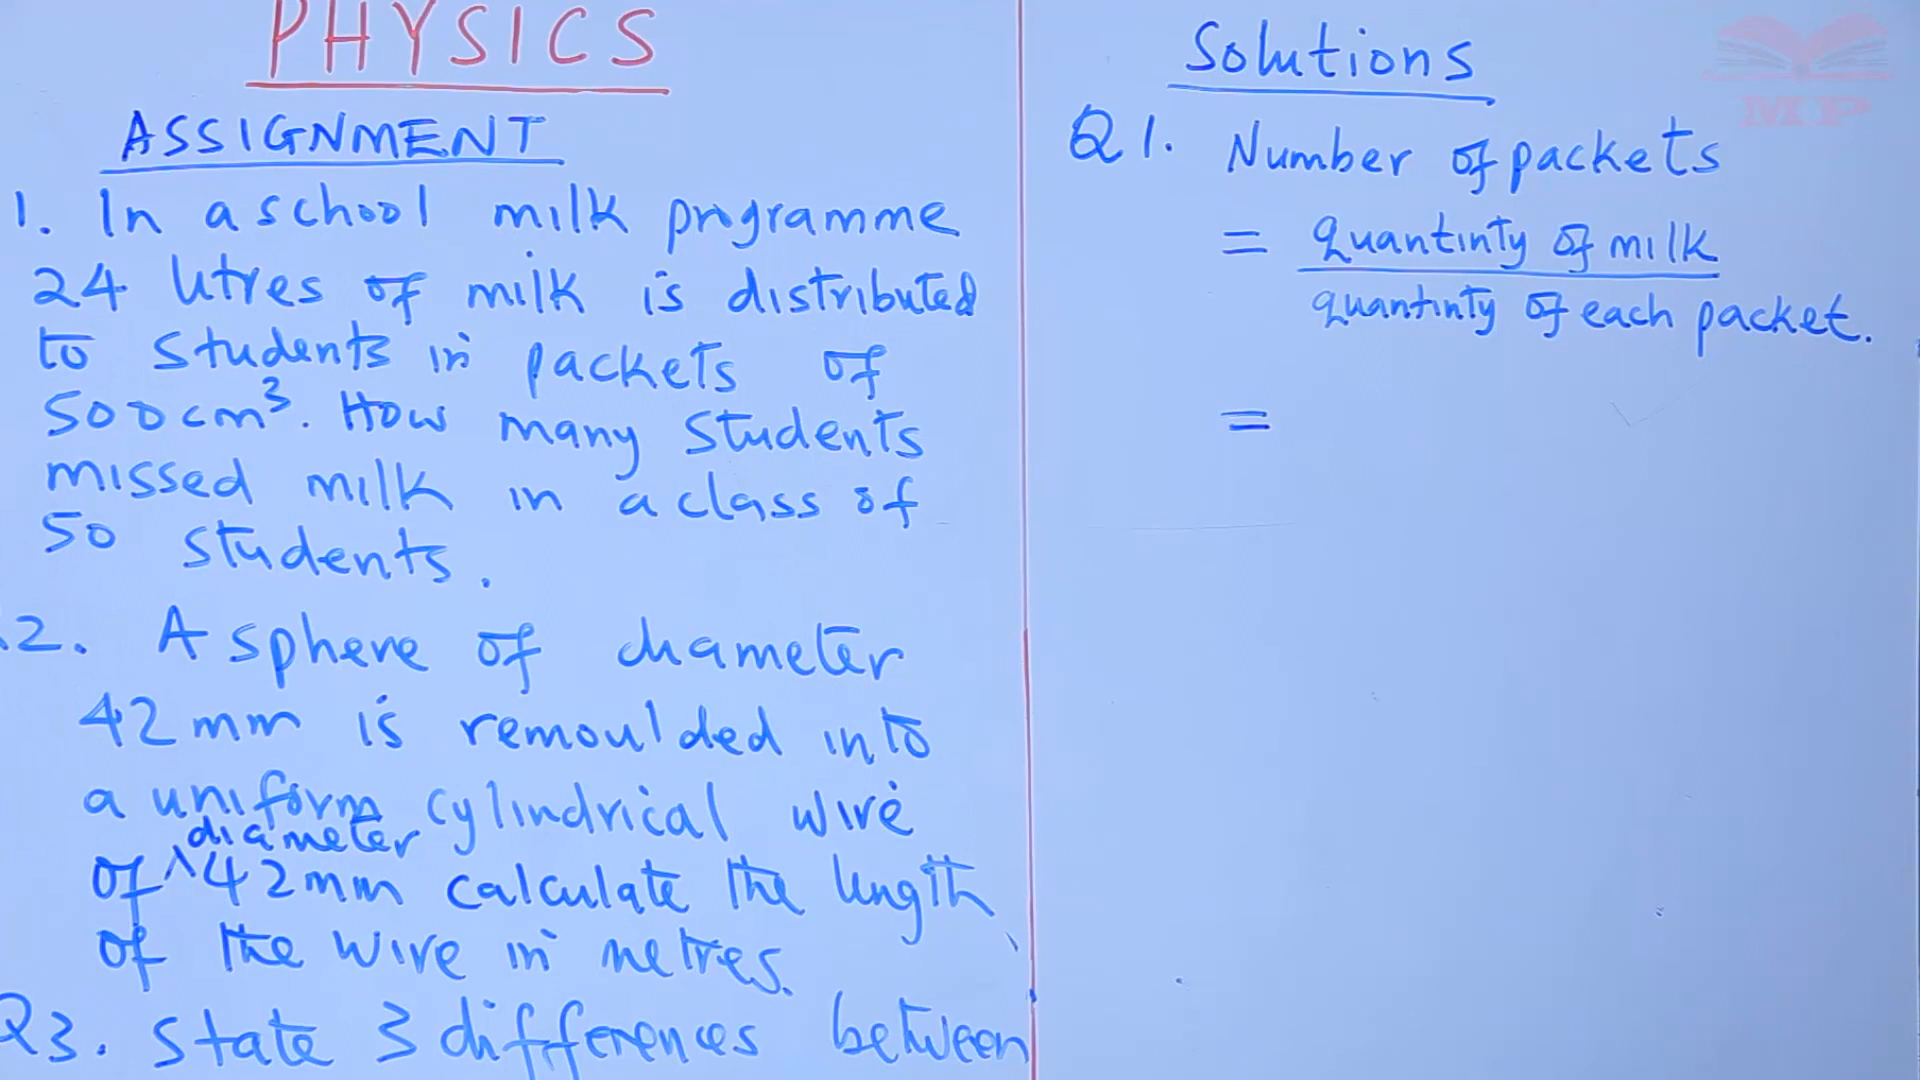 PHYSICS
ASSIGNMENT
1. In a school milk programme
24 litres of milk is distributed
to students in packets of
500cm³. How many students
missed milk in a class of
50 students.
2. A sphere of diameter
42mm is remoulded into
a uniform cylindrical wire
diameter
of ^ 42mm calculate the length
of the wire in metres.
Q3. State 3 differences between
Solutions
Q1. Number of packets
= quantinty of milk
quantinty of each packet.
=
MP